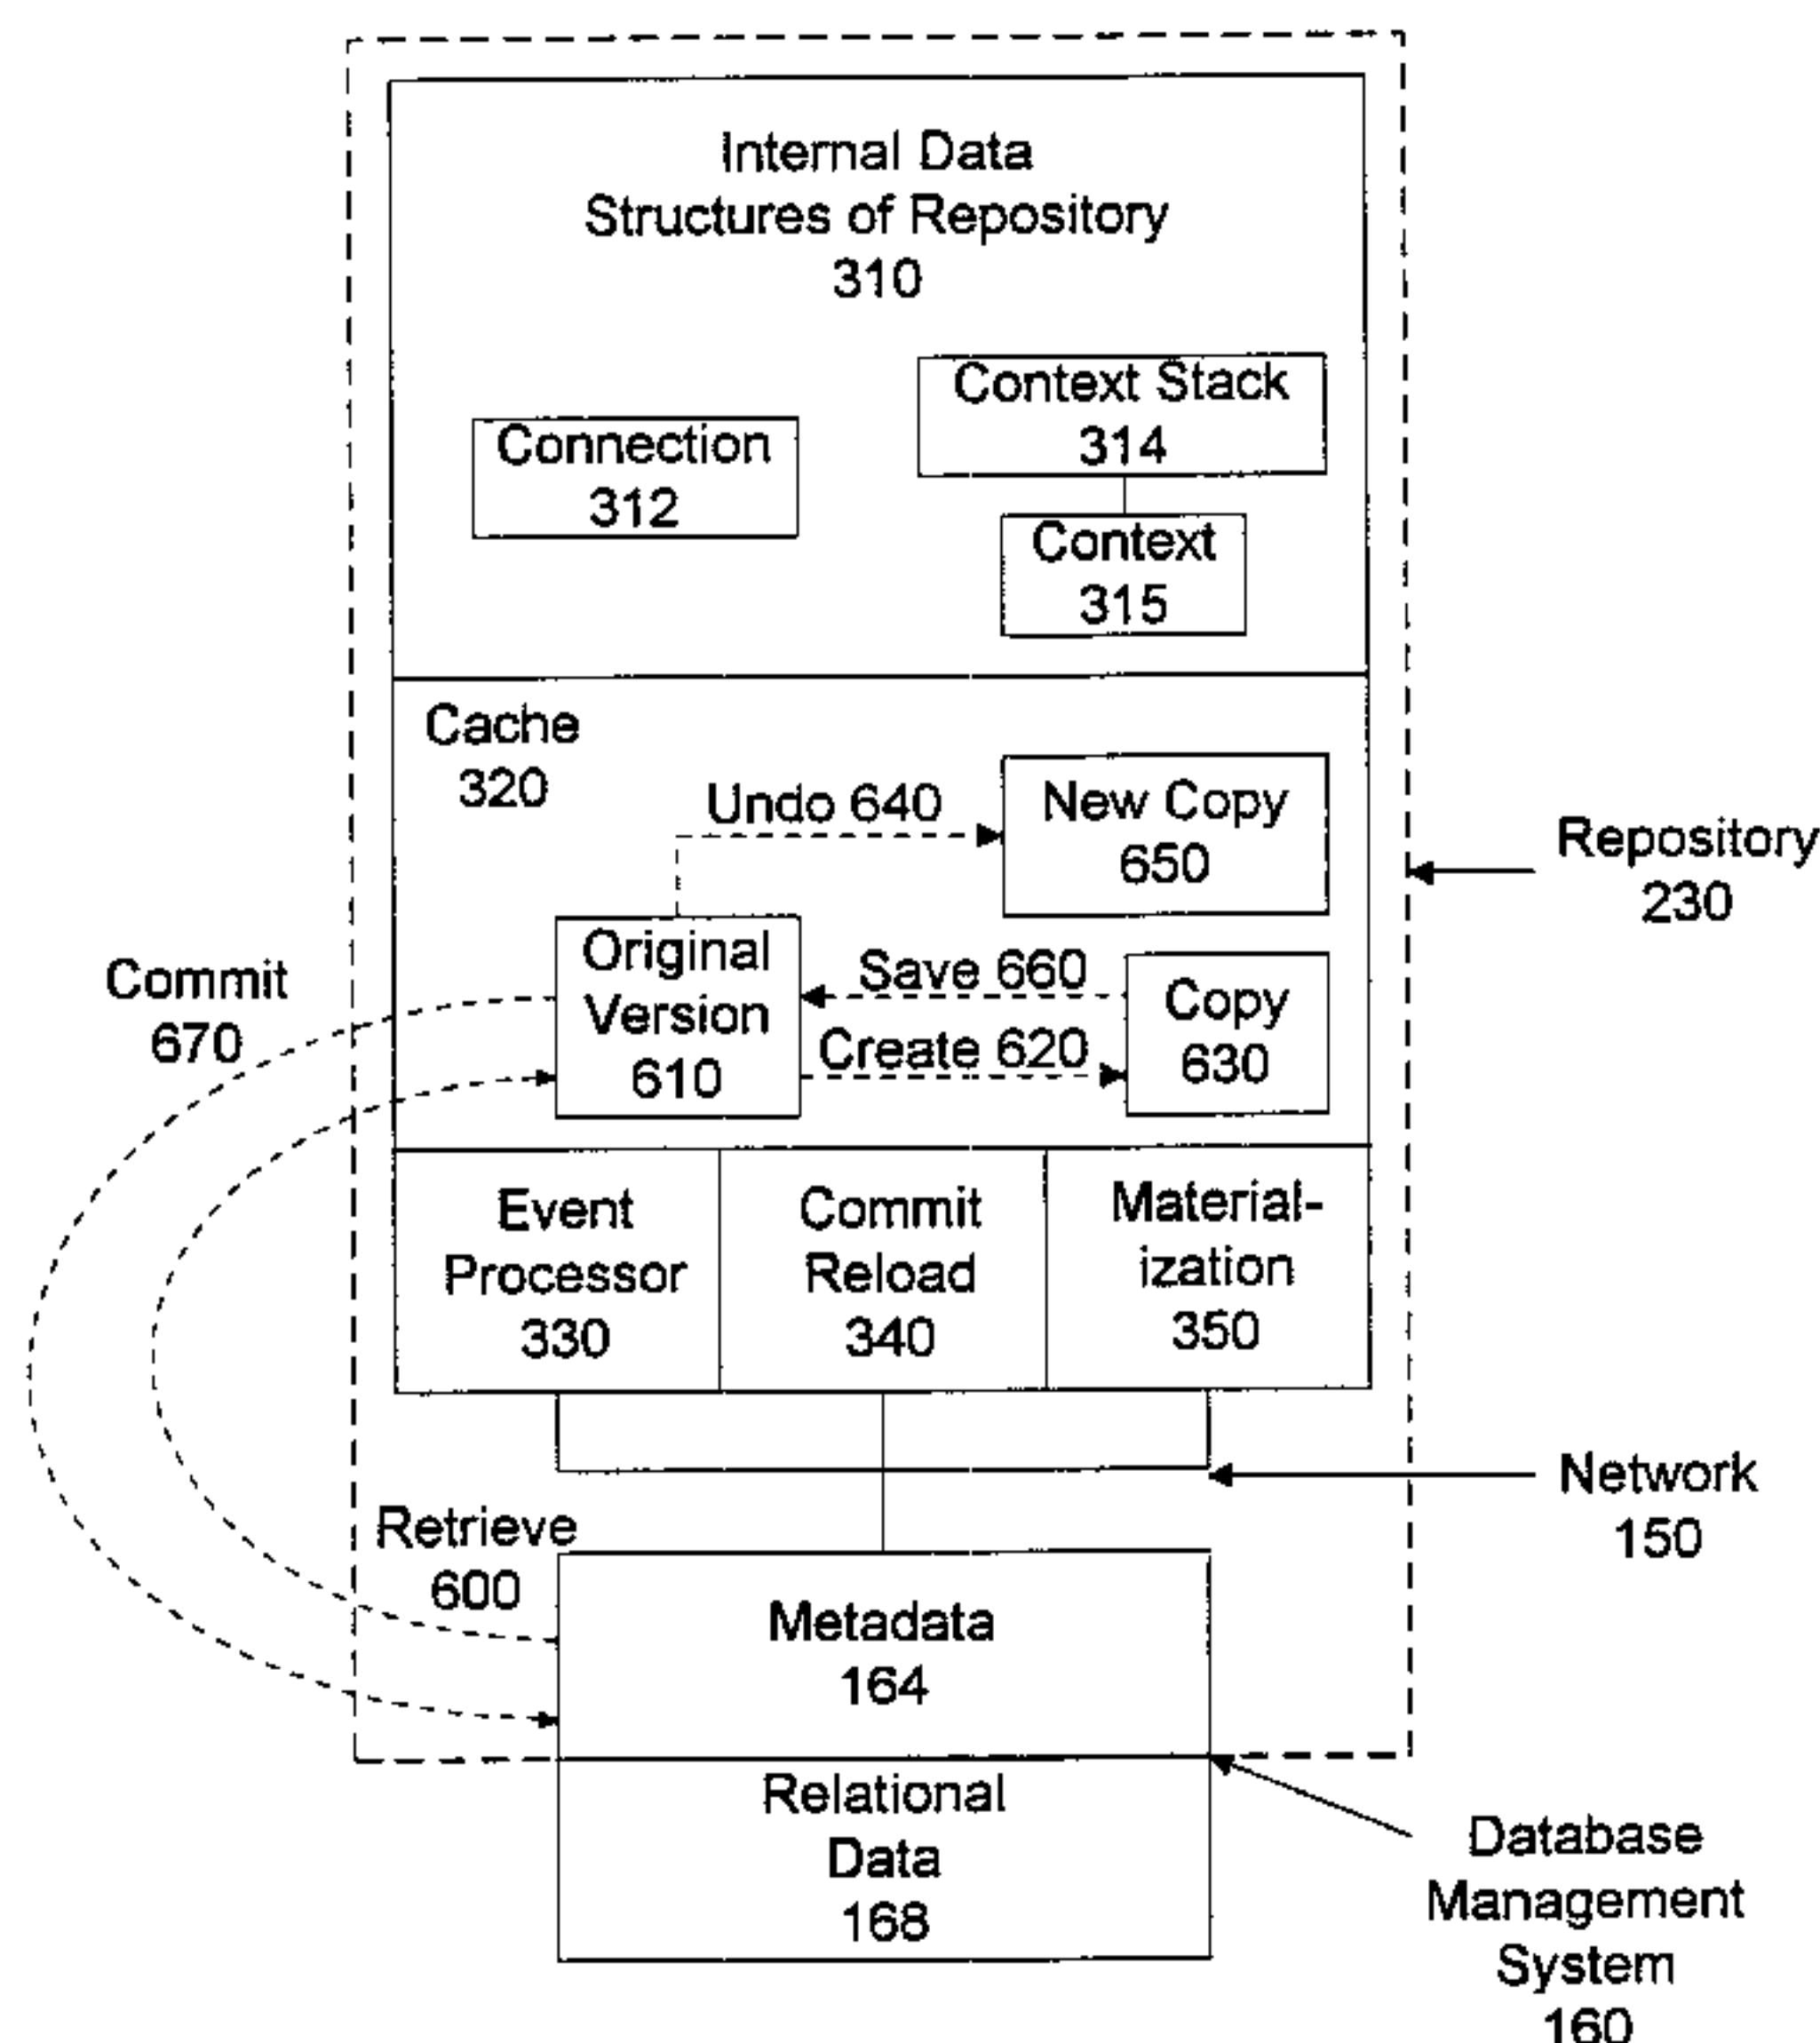 Internal Data
Structures of Repository
310
Context Stack
314
Connection
312
Context
315
Cache
320
Undo 640
New Copy
650
Repository
230
Original
Version
610
Save 660
Create 620
Copy
630
Commit
670
Event
Processor
330
Commit
Reload
340
Material-
ization
350
Network
150
Retrieve
600
Metadata
164
Relational
Data
168
Database
Management
System
160